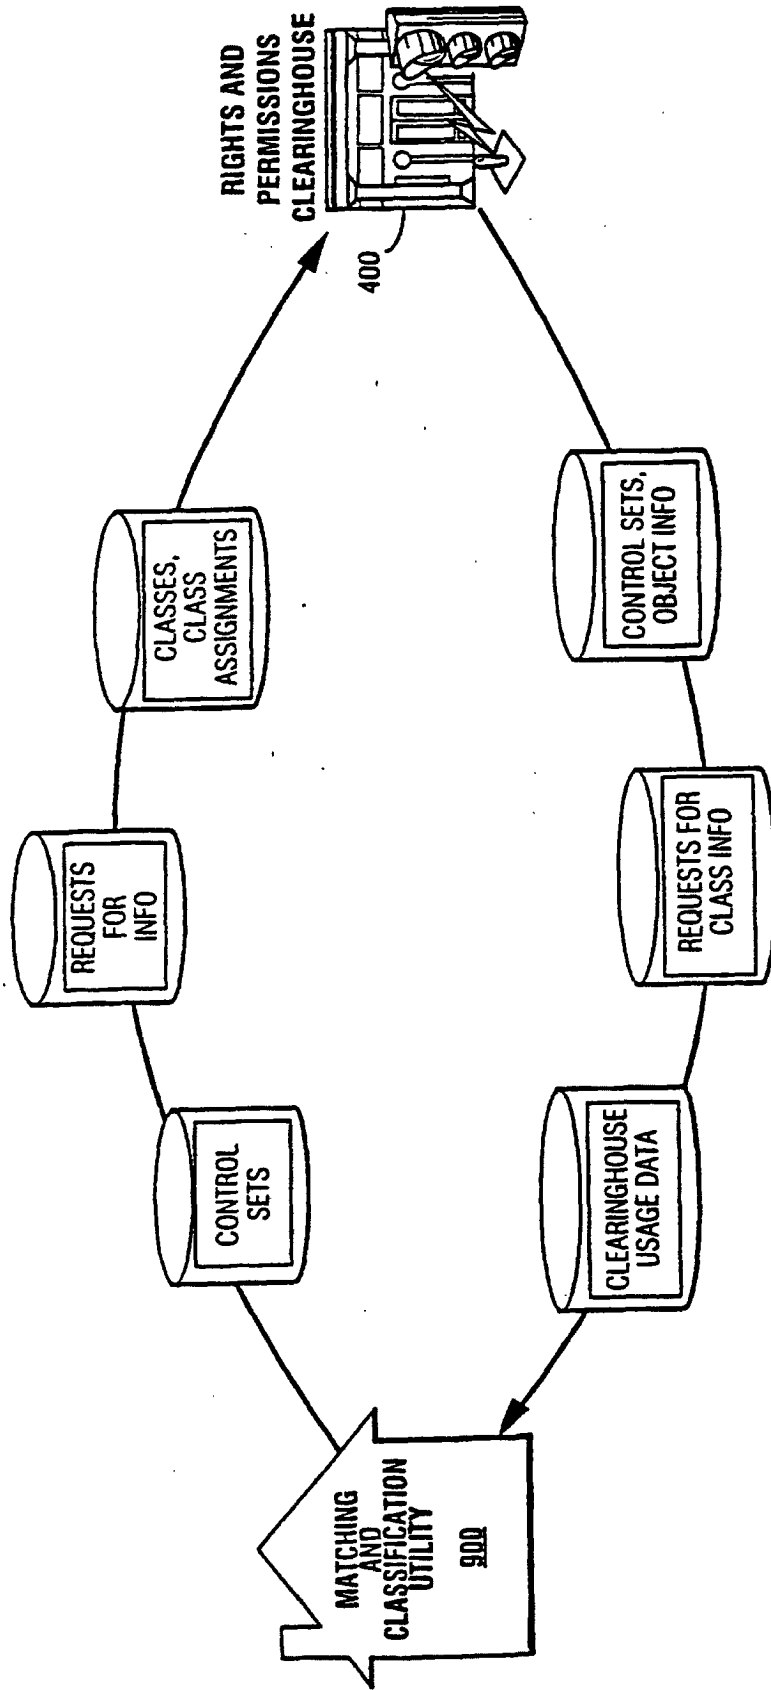 RIGHTS AND
PERMISSIONS
CLEARINGHOUSE
400
CLASSES,
CLASS
ASSIGNMENTS
REQUESTS
FOR
INFO
CONTROL
SETS
MATCHING
AND
CLASSIFICATION
UTILITY
900
CLEARINGHOUSE
USAGE DATA
REQUESTS FOR
CLASS INFO
CONTROL SETS,
OBJECT INFO